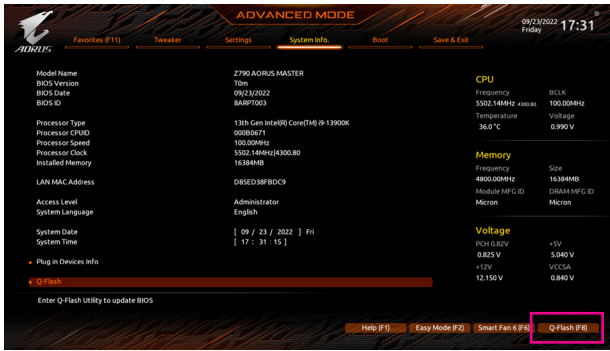 ADVANCED MODE
09/23/2022 Friday 17:31
AORUS
Favorites (F11) Tweaker Settings System Info. Boot Save & Exit
Model Name Z790 AORUS MASTER
BIOS Version T0m
BIOS Date 09/23/2022
BIOS ID 8ARPT003
Processor Type 13th Gen Intel(R) Core(TM) i9-13900K
Processor CPUID 000B0671
Processor Speed 100.00MHz
Processor Clock 5502.14MHz|4300.80
Installed Memory 16384MB
LAN MAC Address D85ED38FBDC9
Access Level Administrator
System Language English
System Date [ 09 / 23 / 2022 ] Fri
System Time [ 17 : 31 : 15 ]
Plug in Devices Info
Q-Flash
Enter Q-Flash Utility to update BIOS
CPU
Frequency BCLK
5502.14MHz 4300.80 100.00MHz
Temperature Voltage
36.0 °C 0.990 V
Memory
Frequency Size
4800.00MHz 16384MB
Module MFG ID DRAM MFG ID
Micron Micron
Voltage
PCH 0.82V +5V
0.825 V 5.040 V
+12V VCCSA
12.150 V 0.840 V
Help (F1) Easy Mode (F2) Smart Fan 6 (F6) Q-Flash (F8)